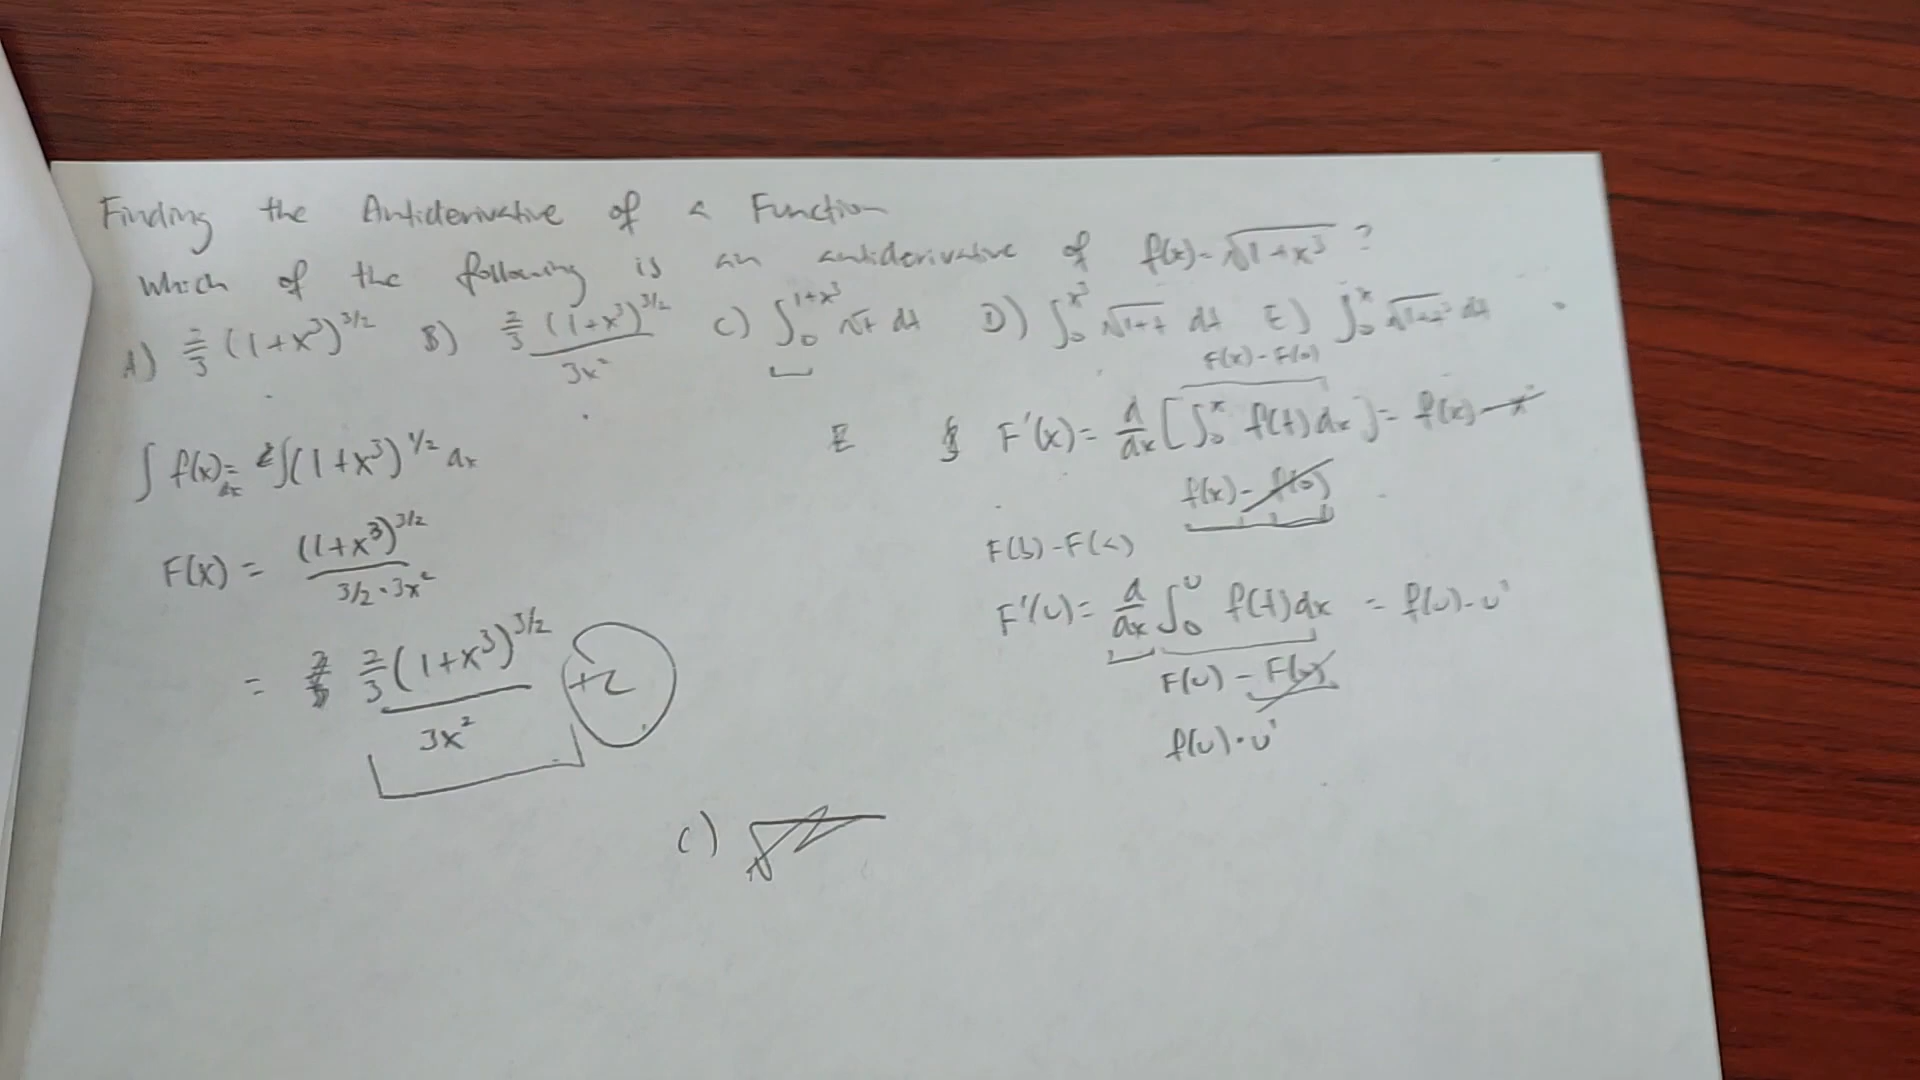 Finding the Antiderivative of a Function
Which of the following is an antiderivative of f(x)=√(1+x³)?
A) 2/3 (1+x³)^3/2 B) 2/3 (1+x³)^3/2 / 3x² C) ∫₀^(1+x³) √t dt D) ∫₀^(x³) √(1+t) dt E) ∫₀^x √(1+t³) dt
F(x)-F(0)
∫ f(x) dx = ∫(1+x³)^1/2 dx
E F'(x) = d/dx [∫₀^x f(t) dx] = f(x)
f(x) - f(0)
F(x) = (1+x³)^3/2 / 3/2 · 3x²
F(b)-F(a)
F'(u) = d/dx ∫₀^u f(t)dx = f(u)-u'
= 2/3 (1+x³)^3/2 / 3x² +C
F(u) -
f(u)·u'
C)